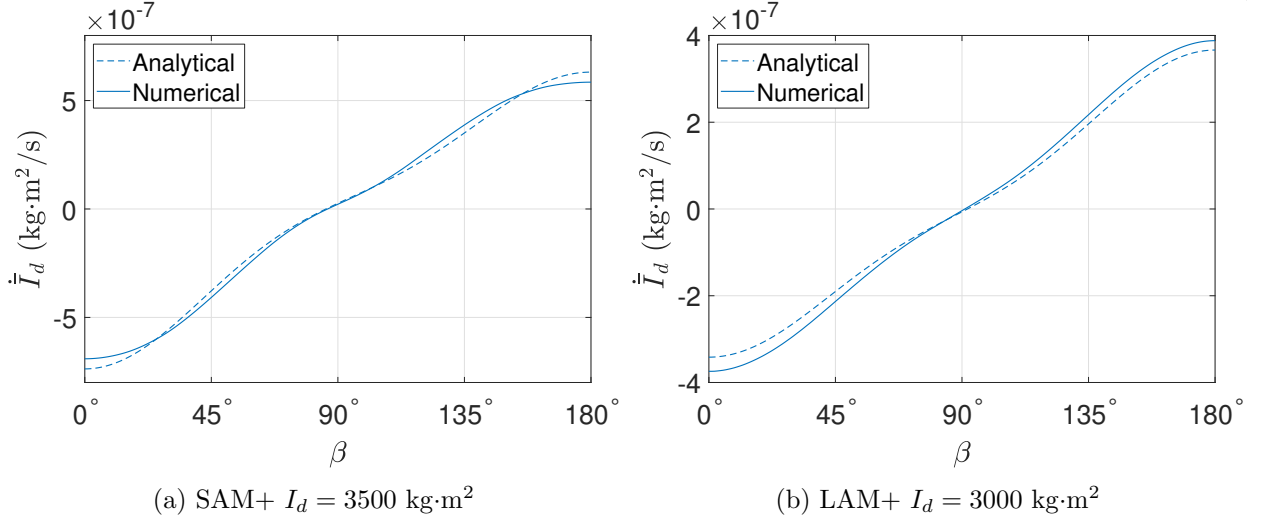 ×10⁻⁷
Analytical
Numerical
5
0
-5
İ̄_d (kg·m²/s)
0° 45° 90° 135° 180°
β
(a) SAM+ I_d = 3500 kg·m²
×10⁻⁷
Analytical
Numerical
4
2
0
-2
-4
İ̄_d (kg·m²/s)
0° 45° 90° 135° 180°
β
(b) LAM+ I_d = 3000 kg·m²